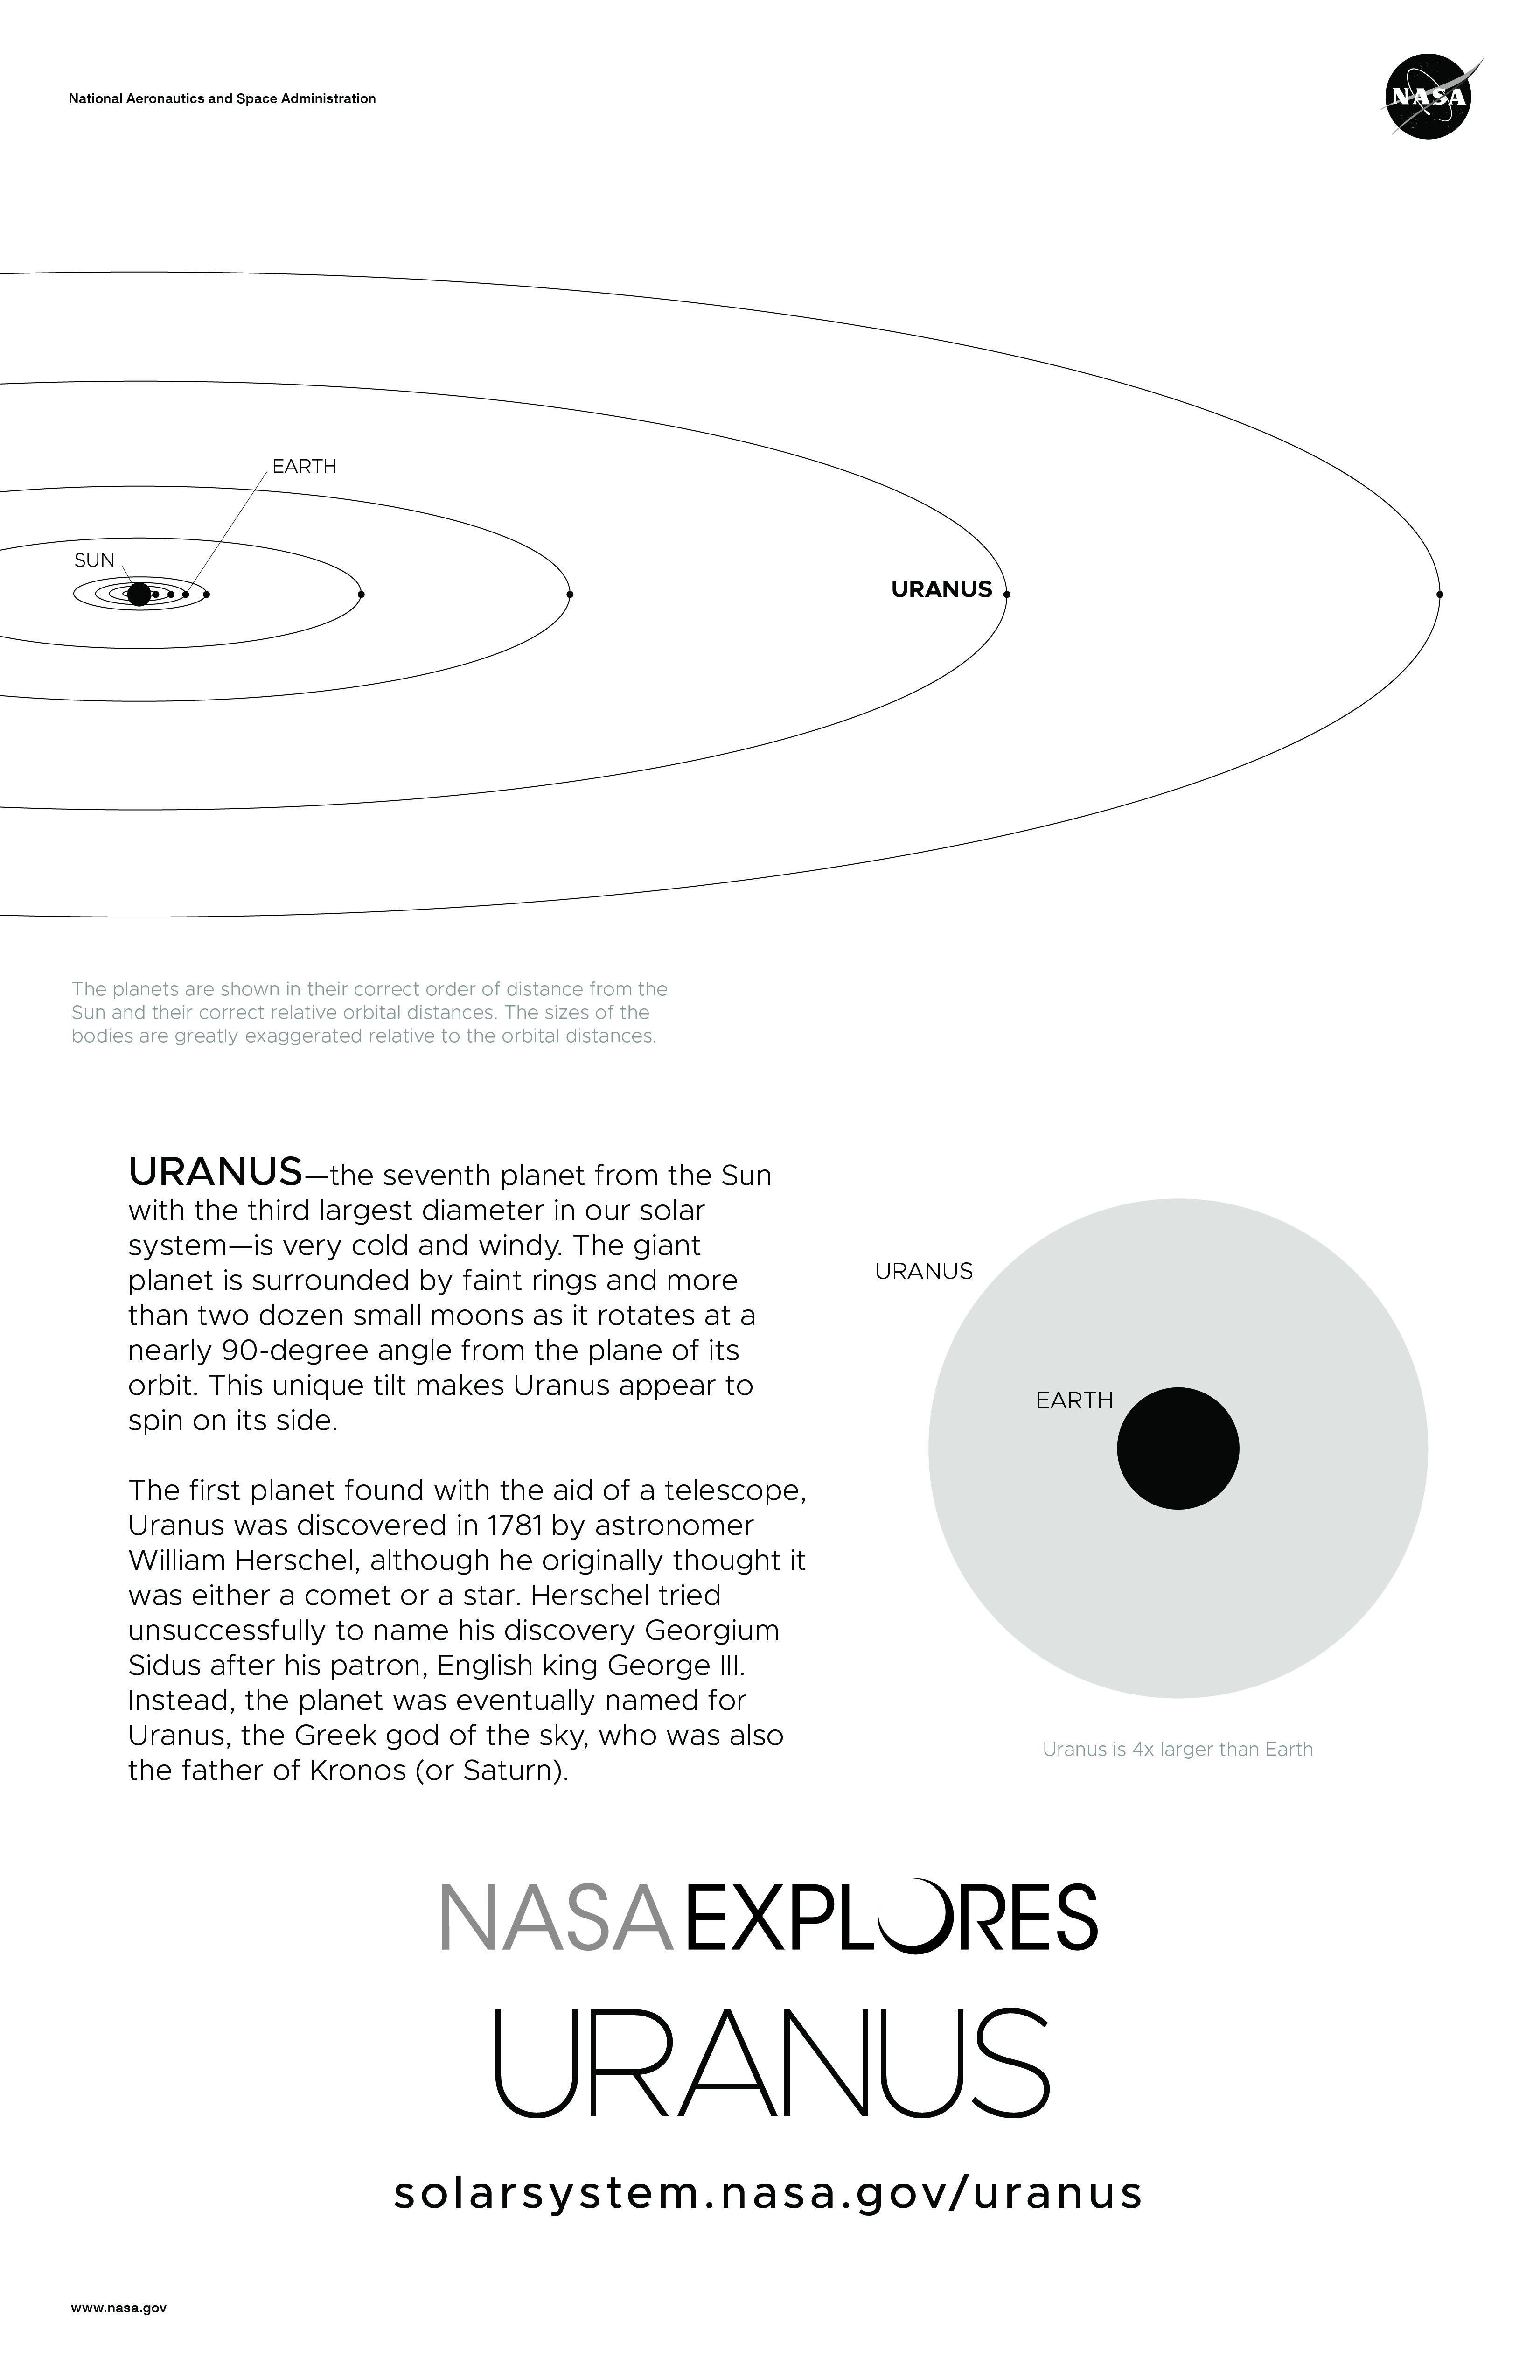 National Aeronautics and Space Administration
NASA
EARTH
SUN
URANUS
The planets are shown in their correct order of distance from the
Sun and their correct relative orbital distances. The sizes of the
bodies are greatly exaggerated relative to the orbital distances.
URANUS—the seventh planet from the Sun
with the third largest diameter in our solar
system—is very cold and windy. The giant
planet is surrounded by faint rings and more
than two dozen small moons as it rotates at a
nearly 90-degree angle from the plane of its
orbit. This unique tilt makes Uranus appear to
spin on its side.
The first planet found with the aid of a telescope,
Uranus was discovered in 1781 by astronomer
William Herschel, although he originally thought it
was either a comet or a star. Herschel tried
unsuccessfully to name his discovery Georgium
Sidus after his patron, English king George III.
Instead, the planet was eventually named for
Uranus, the Greek god of the sky, who was also
the father of Kronos (or Saturn).
URANUS
EARTH
Uranus is 4x larger than Earth
NASA EXPLORES
URANUS
solarsystem.nasa.gov/uranus
www.nasa.gov